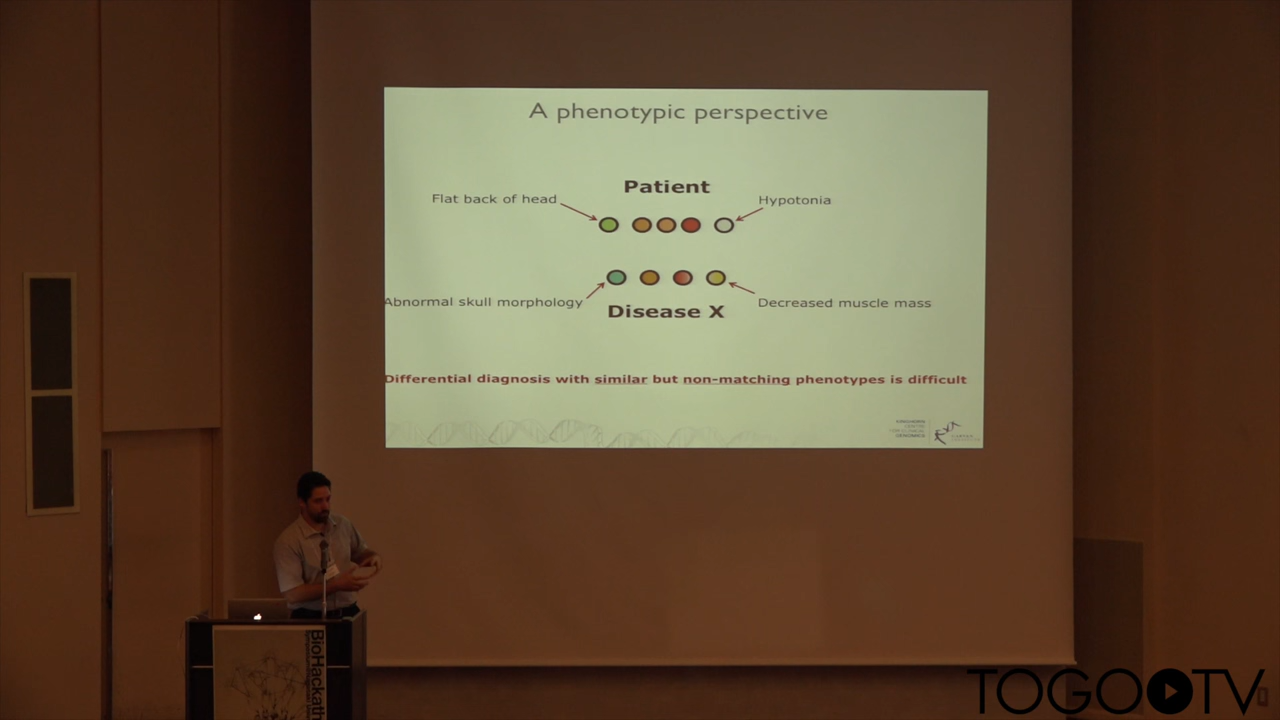 A phenotypic perspective
Patient
Flat back of head
Hypotonia
Abnormal skull morphology
Decreased muscle mass
Disease X
Differential diagnosis with similar but non-matching phenotypes is difficult
BioHackath
TOGOTV